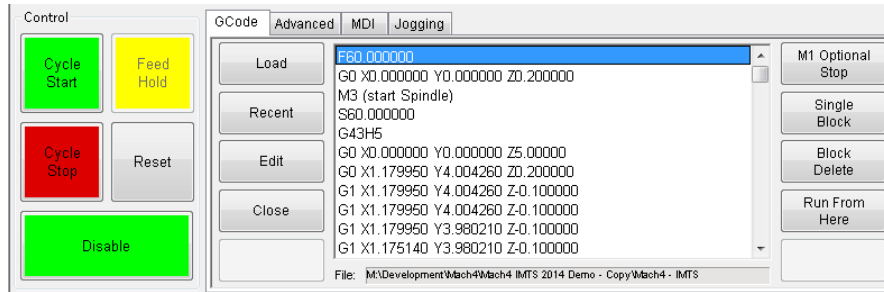 Control
Cycle Start
Feed Hold
Cycle Stop
Reset
Disable
GCode Advanced MDI Jogging
Load
Recent
Edit
Close
F60.000000
G0 X0.000000 Y0.000000 Z0.200000
M3 (start Spindle)
S60.000000
G43H5
G0 X0.000000 Y0.000000 Z5.00000
G0 X1.179950 Y4.004260 Z0.200000
G1 X1.179950 Y4.004260 Z-0.100000
G1 X1.179950 Y4.004260 Z-0.100000
G1 X1.179950 Y3.980210 Z-0.100000
G1 X1.175140 Y3.980210 Z-0.100000
File: M:\Development\Mach4\Mach4 IMTS 2014 Demo - Copy\Mach4 - IMTS
M1 Optional Stop
Single Block
Block Delete
Run From Here